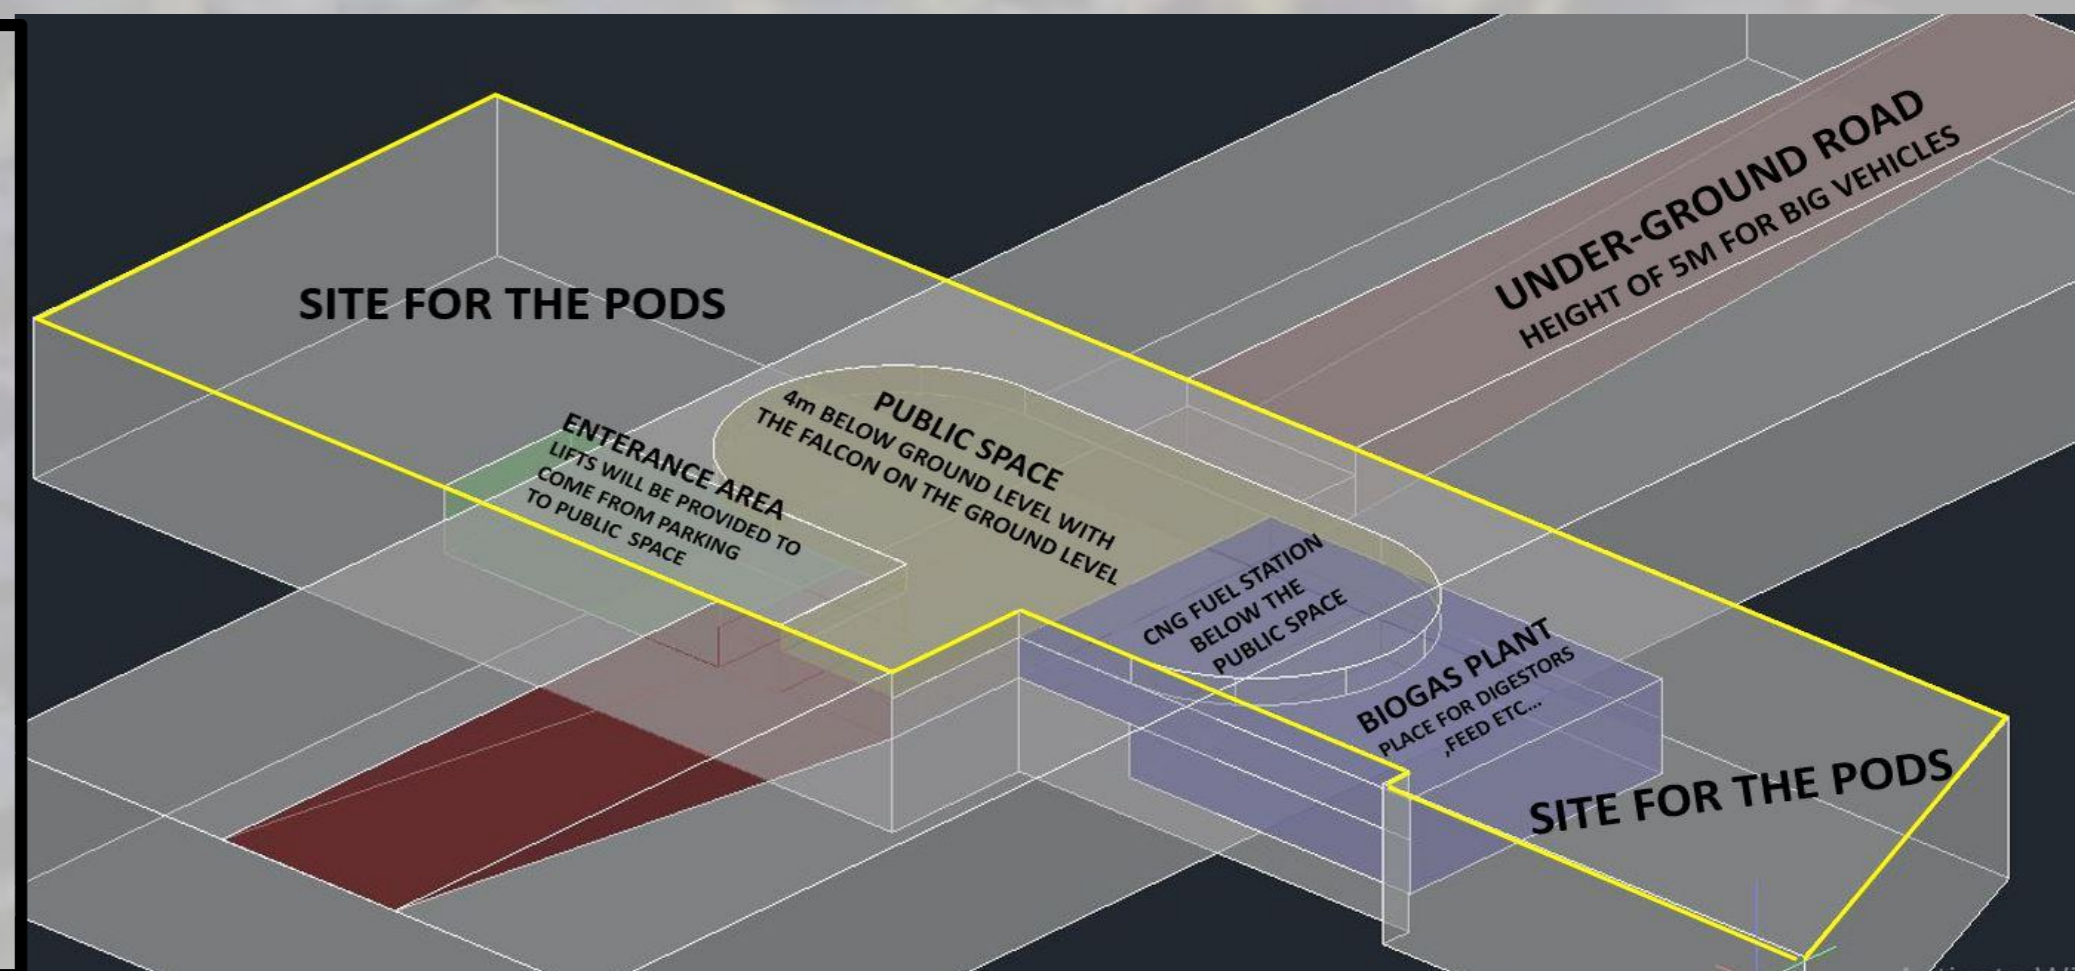 UNDER-GROUND ROAD
HEIGHT OF 5M FOR BIG VEHICLES
SITE FOR THE PODS
PUBLIC SPACE
4m BELOW GROUND LEVEL WITH
THE FALCON ON THE GROUND LEVEL
ENTERANCE AREA
LIFTS WILL BE PROVIDED TO
COME FROM PARKING
TO PUBLIC SPACE
CNG FUEL STATION
BELOW THE
PUBLIC SPACE
BIOGAS PLANT
PLACE FOR DIGESTORS
,FEED ETC...
SITE FOR THE PODS